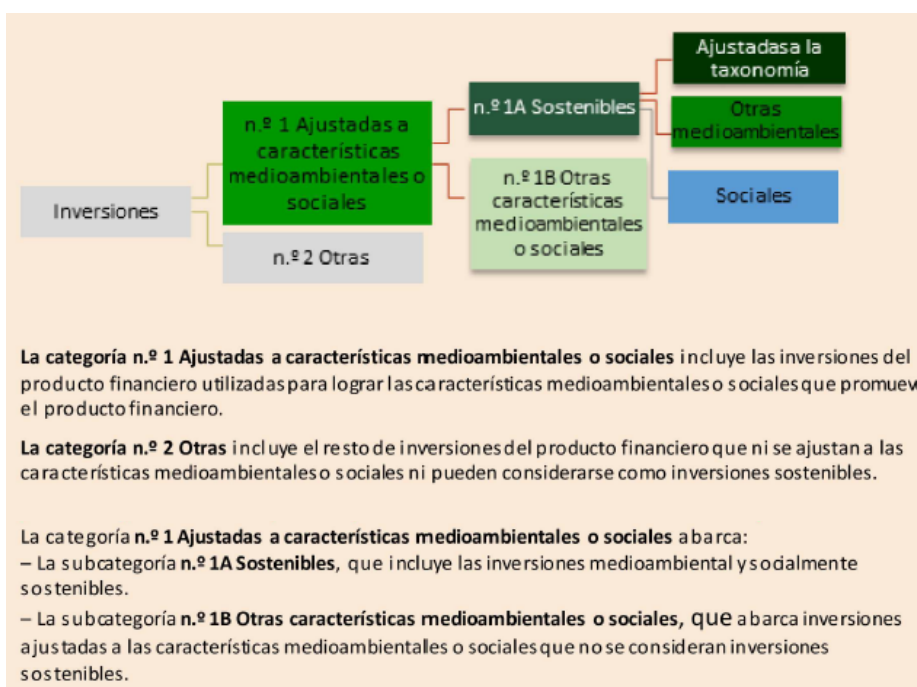 Ajustadasa la
taxonomía
n.º 1A Sostenibles
Otras
medioambientales
n.º 1 Ajustadas a
características
medioambientales o
sociales
n.º 1B Otras
características
medioambientales
o sociales
Sociales
Inversiones
n.º 2 Otras
La categoría n.º 1 Ajustadas a características medioambientales o sociales incluye las inversiones del
producto financiero utilizadas para lograr las características medioambientales o sociales que promuev
el producto financiero.
La categoría n.º 2 Otras incluye el resto de inversiones del producto financiero que ni se ajustan a las
características medioambientales o sociales ni pueden considerarse como inversiones sostenibles.
La categoría n.º 1 Ajustadas a características medioambientales o sociales abarca:
– La subcategoría n.º 1A Sostenibles, que incluye las inversiones medioambiental y socialmente
sostenibles.
– La subcategoría n.º 1B Otras características medioambientales o sociales, que abarca inversiones
ajustadas a las características medioambientales o sociales que no se consideran inversiones
sostenibles.